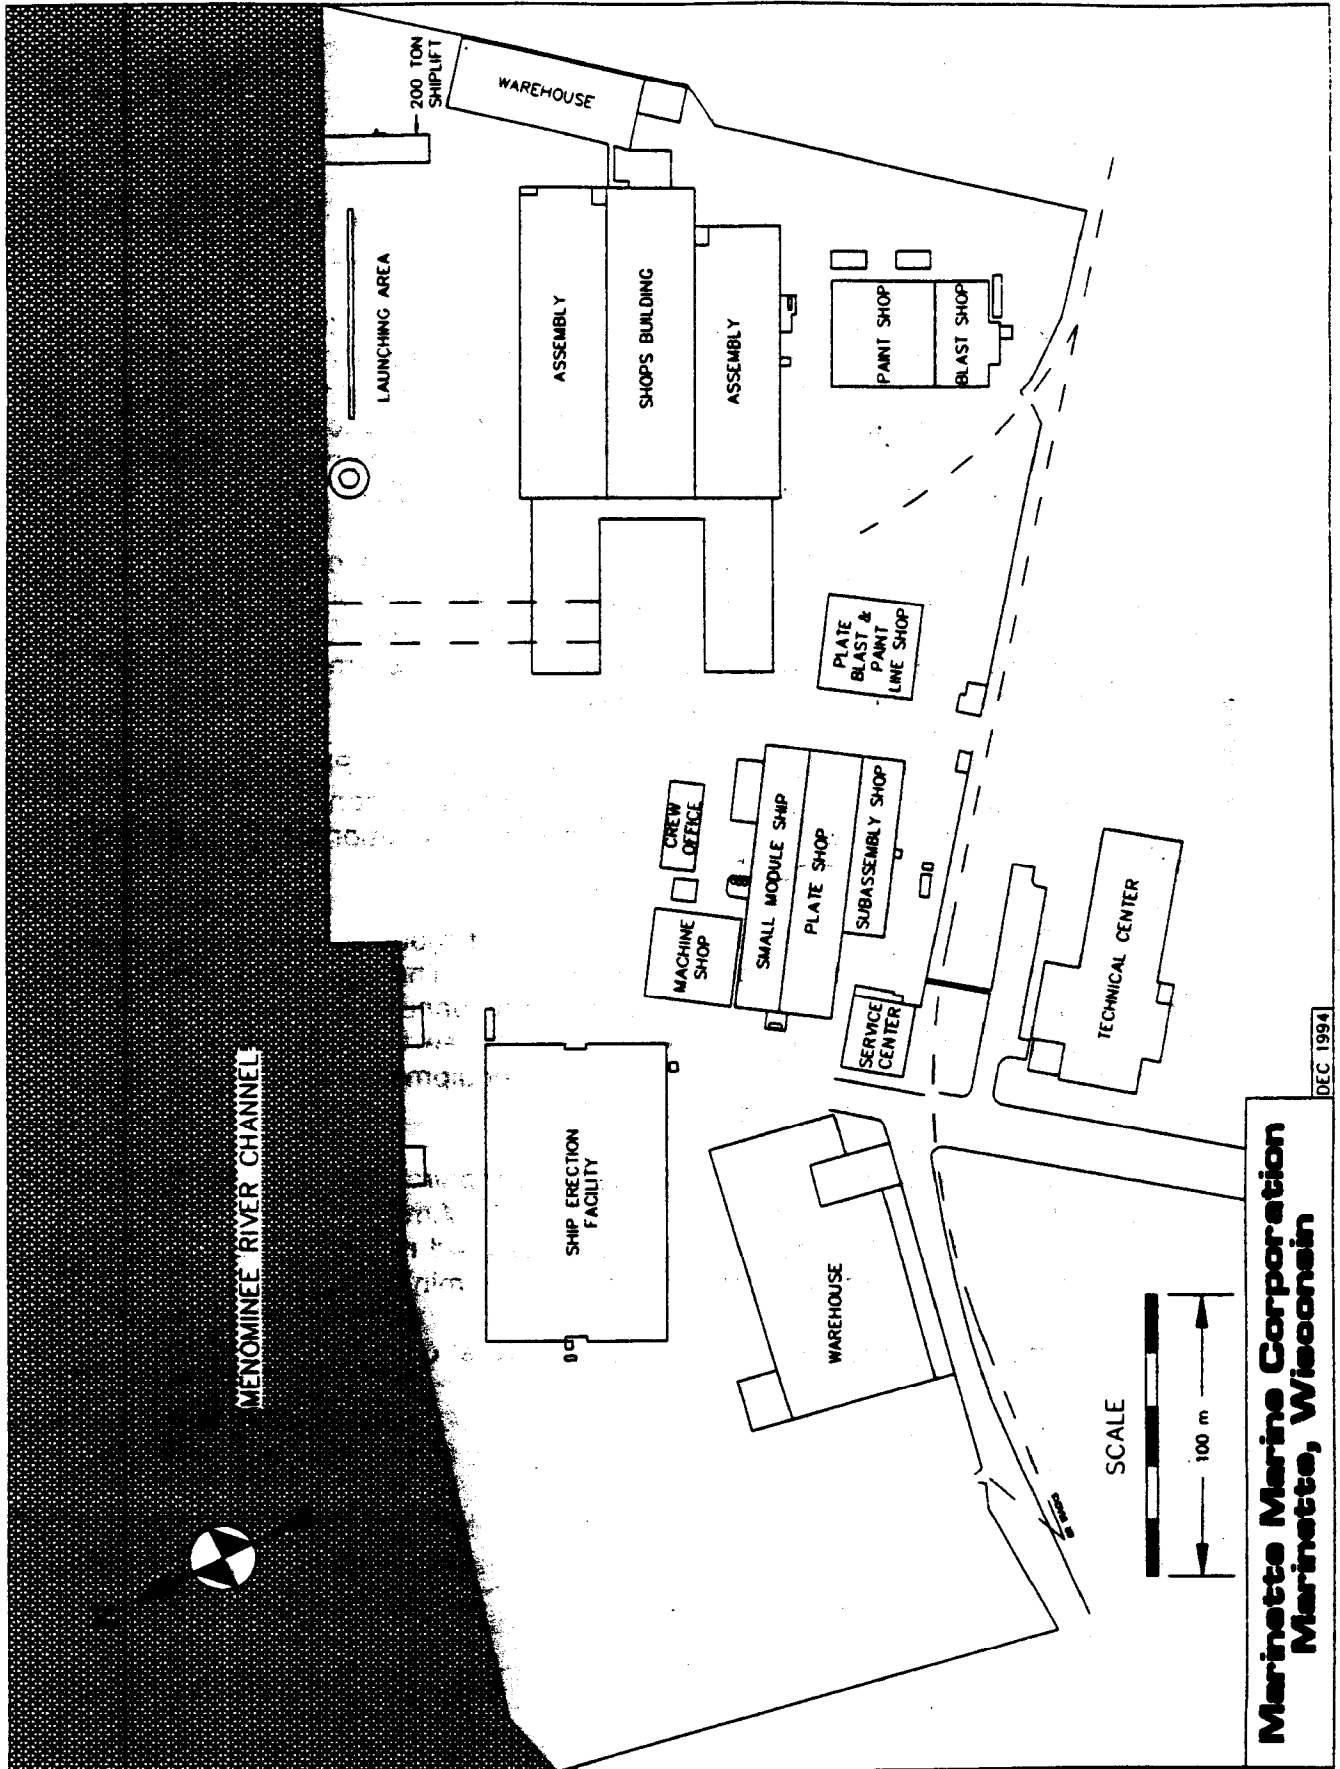 MENOMINEE RIVER CHANNEL
200 TON
SHIPLIFT
WAREHOUSE
LAUNCHING AREA
ASSEMBLY
SHOPS BUILDING
ASSEMBLY
PAINT SHOP
BLAST SHOP
PLATE
BLAST &
PAINT
LINE SHOP
CREW
OFFICE
MACHINE
SHOP
SMALL MODULE SHIP
PLATE SHOP
SUBASSEMBLY SHOP
SERVICE
CENTER
TECHNICAL CENTER
SHIP ERECTION
FACILITY
WAREHOUSE
SCALE
100 m
DEC 1994
Marinette Marine Corporation
Marinette, Wisconsin